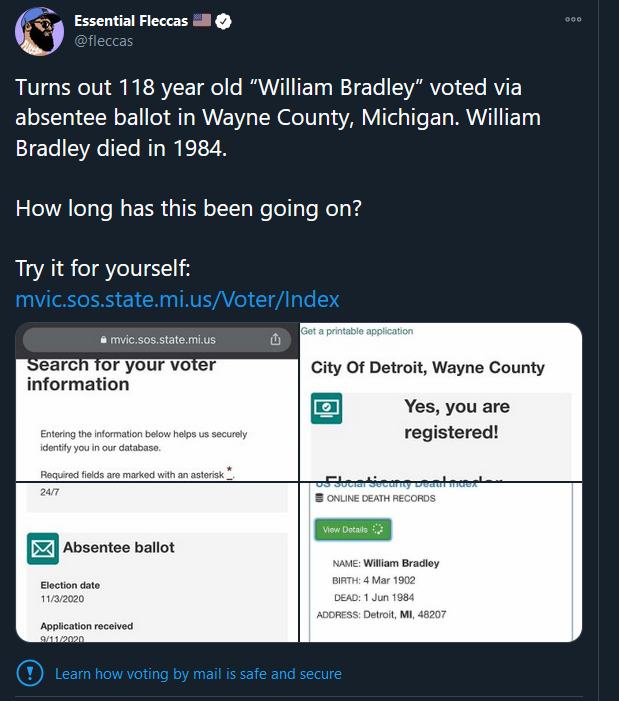 Essential Fleccas
@fleccas
Turns out 118 year old “William Bradley” voted via
absentee ballot in Wayne County, Michigan. William
Bradley died in 1984.
How long has this been going on?
Try it for yourself:
mvic.sos.state.mi.us/Voter/Index
mvic.sos.state.mi.us
Search for your voter
information
Entering the information below helps us securely
identify you in our database.
Required fields are marked with an asterisk *.
Get a printable application
City Of Detroit, Wayne County
Yes, you are
registered!
Elections calendar
24/7
Absentee ballot
Election date
11/3/2020
Application received
9/11/2020
US Social Security Death Index
ONLINE DEATH RECORDS
View Details
NAME: William Bradley
BIRTH: 4 Mar 1902
DEAD: 1 Jun 1984
ADDRESS: Detroit, MI, 48207
Learn how voting by mail is safe and secure